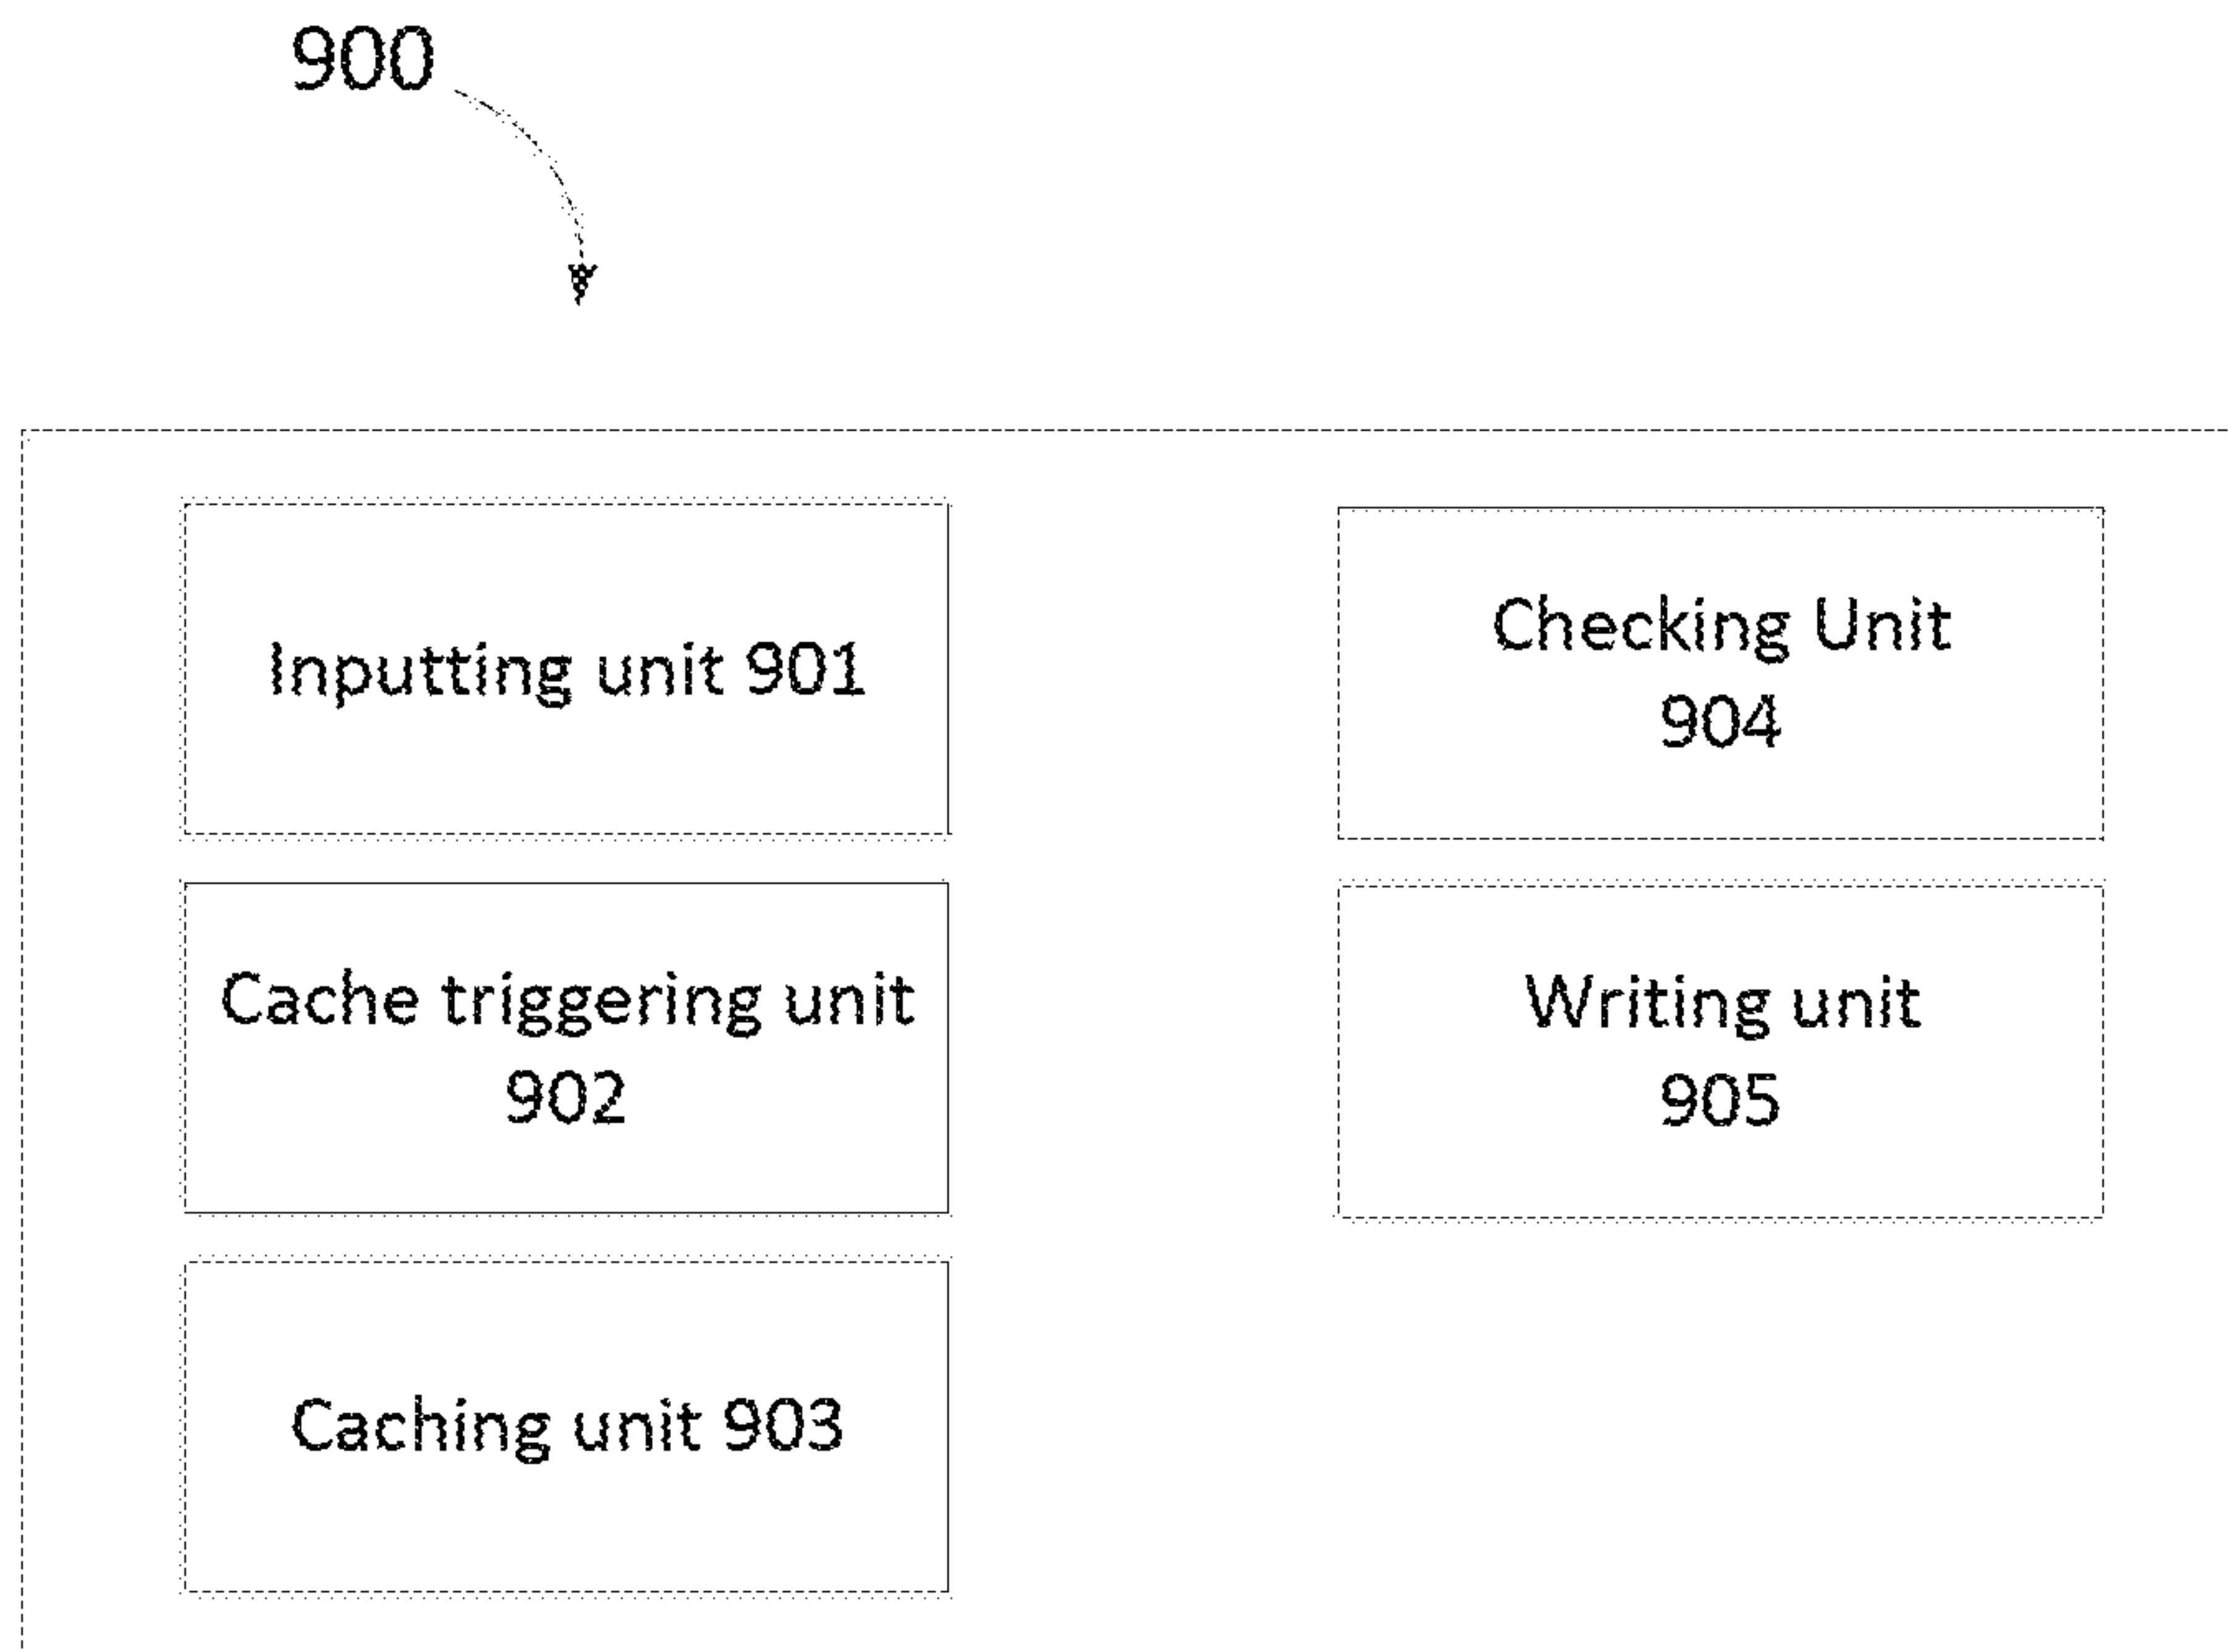 900
Inputting unit 901
Cache triggering unit
902
Caching unit 903
Checking Unit
904
Writing unit
905